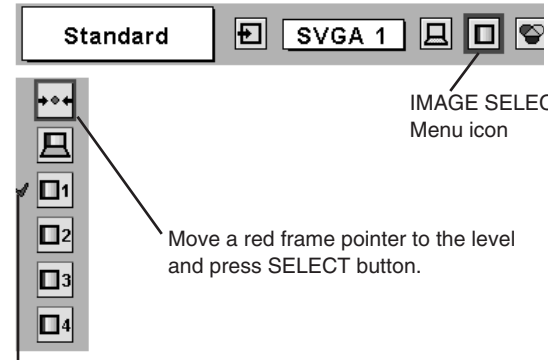 Standard
SVGA 1
IMAGE SELEC
Menu icon
1
2
Move a red frame pointer to the level
and press SELECT button.
3
4